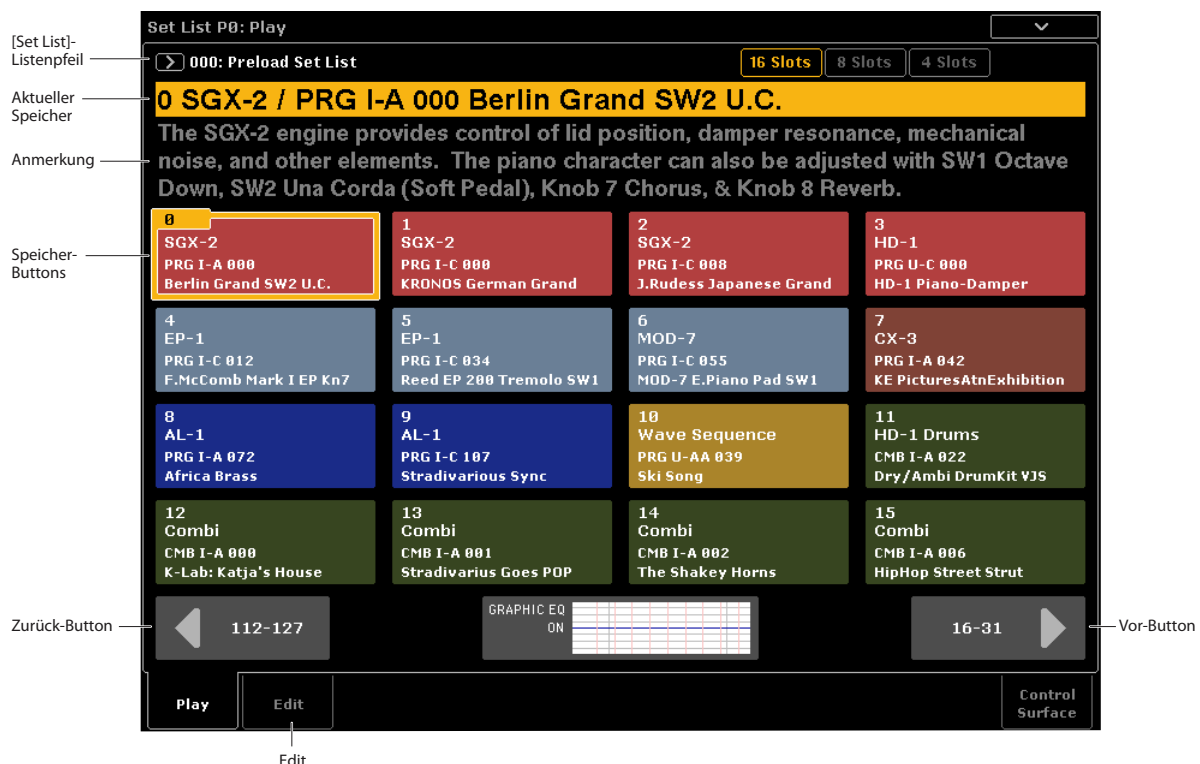 Set List P0: Play
[Set List]-
Listenpfeil
000: Preload Set List
16 Slots
8 Slots
4 Slots
Aktueller
Speicher
0 SGX-2 / PRG I-A 000 Berlin Grand SW2 U.C.
Anmerkung
The SGX-2 engine provides control of lid position, damper resonance, mechanical
noise, and other elements. The piano character can also be adjusted with SW1 Octave
Down, SW2 Una Corda (Soft Pedal), Knob 7 Chorus, & Knob 8 Reverb.
Speicher-
Buttons
0
SGX-2
PRG I-A 000
Berlin Grand SW2 U.C.
1
SGX-2
PRG I-C 000
KRONOS German Grand
2
SGX-2
PRG I-C 008
J.Rudess Japanese Grand
3
HD-1
PRG U-C 000
HD-1 Piano-Damper
4
EP-1
PRG I-C 012
F.McComb Mark I EP Kn7
5
EP-1
PRG I-C 034
Reed EP 200 Tremolo SW1
6
MOD-7
PRG I-C 055
MOD-7 E.Piano Pad SW1
7
CX-3
PRG I-A 042
KE PicturesAtnExhibition
8
AL-1
PRG I-A 072
Africa Brass
9
AL-1
PRG I-C 107
Stradivarious Sync
10
Wave Sequence
PRG U-AA 039
Ski Song
11
HD-1 Drums
CMB I-A 022
Dry/Ambi DrumKit VJS
12
Combi
CMB I-A 000
K-Lab: Katja's House
13
Combi
CMB I-A 001
Stradivarius Goes POP
14
Combi
CMB I-A 002
The Shakey Horns
15
Combi
CMB I-A 006
HipHop Street Strut
Zurück-Button
112-127
GRAPHIC EQ
ON
16-31
Vor-Button
Play
Edit
Control
Surface
Edit